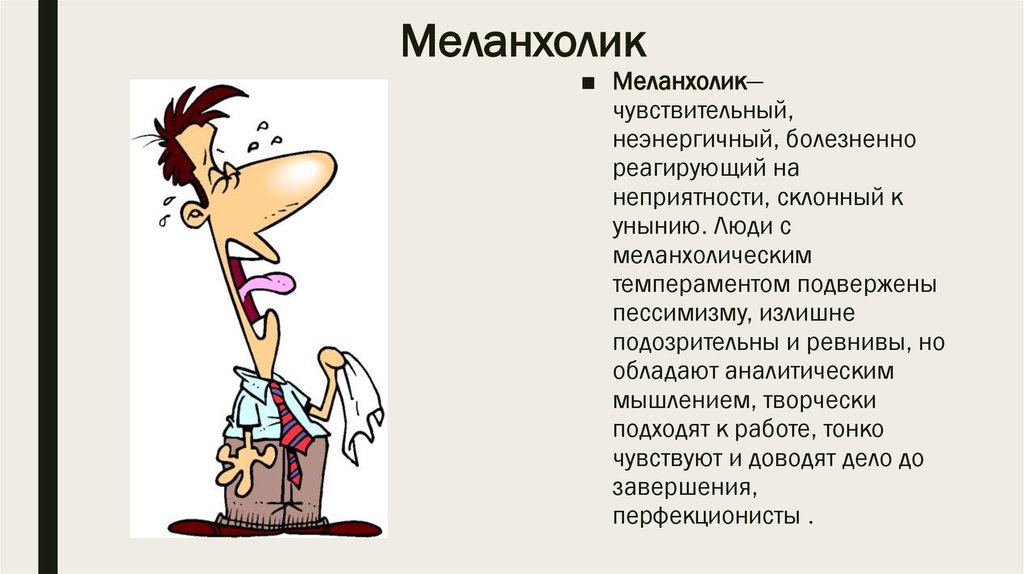 Меланхолик
■ Меланхолик—
чувствительный,
неэнергичный, болезненно
реагирующий на
неприятности, склонный к
унынию. Люди с
меланхолическим
темпераментом подвержены
пессимизму, излишне
подозрительны и ревнивы, но
обладают аналитическим
мышлением, творчески
подходят к работе, тонко
чувствуют и доводят дело до
завершения,
перфекционисты .